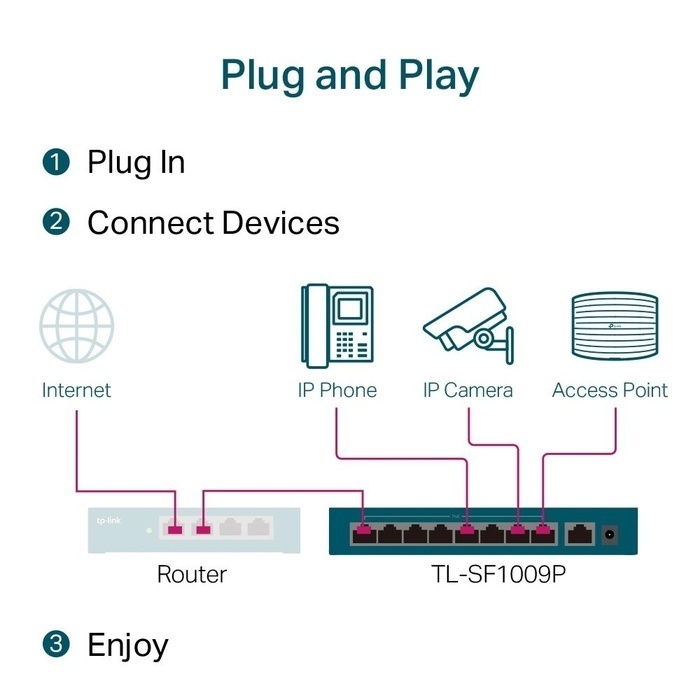 Plug and Play
1 Plug In
2 Connect Devices
Internet
IP Phone
IP Camera
Access Point
tp-link
Router
TL-SF1009P
3 Enjoy